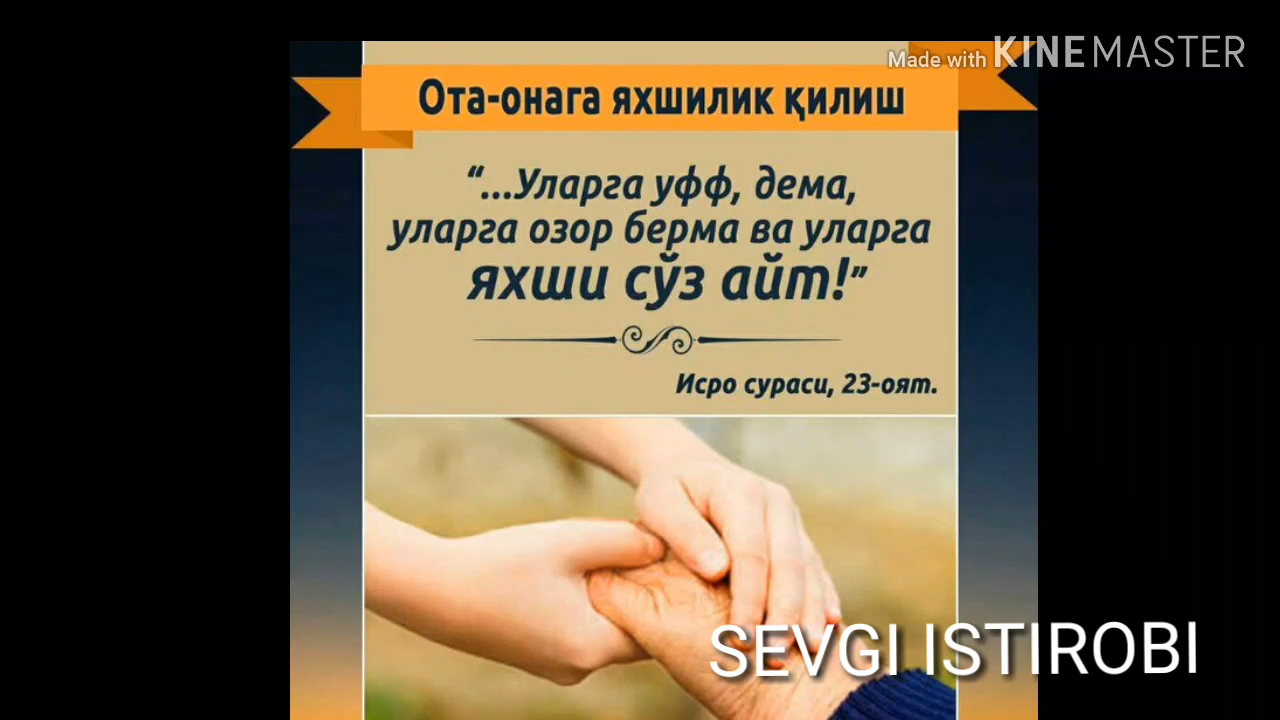 Made with KINEMASTER
Ота-онага яхшилик қилиш
“...Уларга уфф, дема,
уларга озор берма ва уларга
яхши сўз айт!”
Исро сураси, 23-оят.
SEVGI ISTIROBI